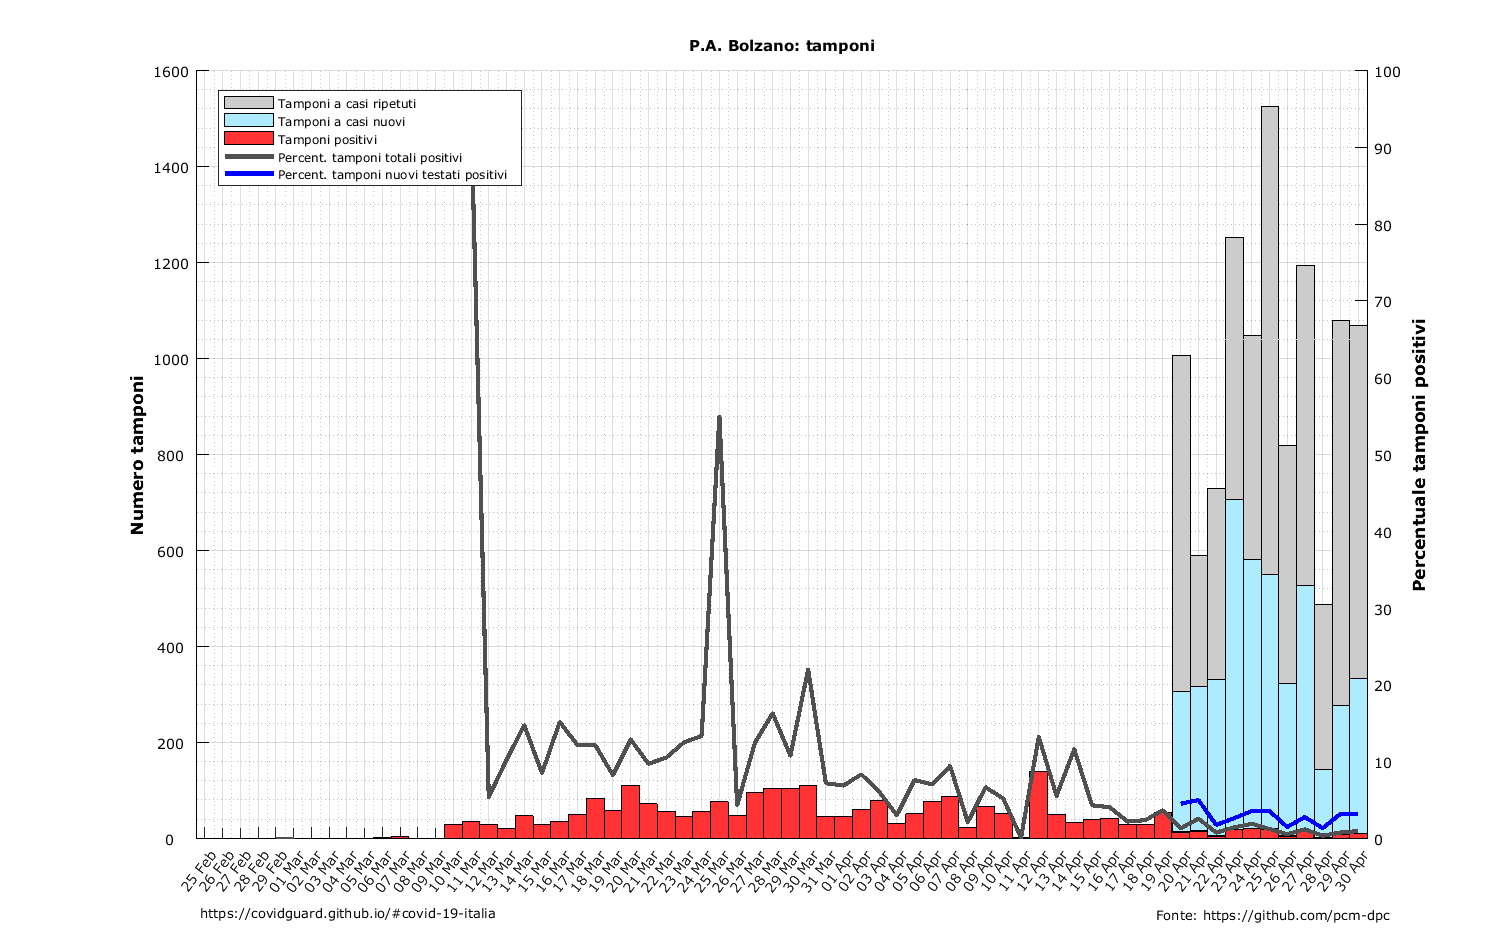 P.A. Bolzano: tamponi
1600
1400
1200
1000
800
600
400
200
0
Numero tamponi
Tamponi a casi ripetuti
Tamponi a casi nuovi
Tamponi positivi
Percent. tamponi totali positivi
Percent. tamponi nuovi testati positivi
100
90
80
70
60
50
40
30
20
10
0
Percentuale tamponi positivi
25 Feb
26 Feb
27 Feb
28 Feb
29 Feb
01 Mar
02 Mar
03 Mar
04 Mar
05 Mar
06 Mar
07 Mar
08 Mar
09 Mar
10 Mar
11 Mar
12 Mar
13 Mar
14 Mar
15 Mar
16 Mar
17 Mar
18 Mar
19 Mar
20 Mar
21 Mar
22 Mar
23 Mar
24 Mar
25 Mar
26 Mar
27 Mar
28 Mar
29 Mar
30 Mar
31 Mar
01 Apr
02 Apr
03 Apr
04 Apr
05 Apr
06 Apr
07 Apr
08 Apr
09 Apr
10 Apr
11 Apr
12 Apr
13 Apr
14 Apr
15 Apr
16 Apr
17 Apr
18 Apr
19 Apr
20 Apr
21 Apr
22 Apr
23 Apr
24 Apr
25 Apr
26 Apr
27 Apr
28 Apr
29 Apr
30 Apr
https://covidguard.github.io/#covid-19-italia
Fonte: https://github.com/pcm-dpc